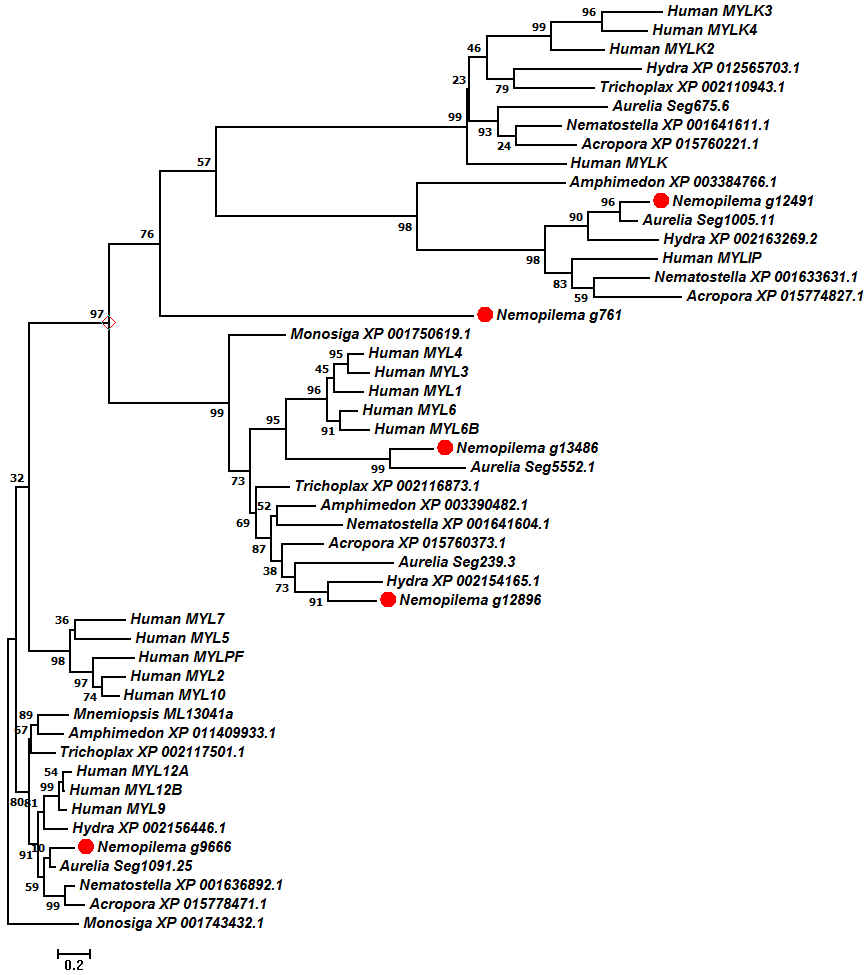 96 Human MYLK3
99 Human MYLK4
46 Human MYLK2
Hydra XP 012565703.1
23 79 Trichoplax XP 002110943.1
Aurelia Seg675.6
99 93 Nematostella XP 001641611.1
24 Acropora XP 015760221.1
57 Human MYLK
Amphimedon XP 003384766.1
96 Nemopilema g12491
98 90 Aurelia Seg1005.11
76 Hydra XP 002163269.2
98 Human MYLIP
83 Nematostella XP 001633631.1
59 Acropora XP 015774827.1
97 Nemopilema g761
Monosiga XP 001750619.1
95 Human MYL4
45 Human MYL3
96 Human MYL1
99 Human MYL6
95 91 Human MYL6B
Nemopilema g13486
99 Aurelia Seg5552.1
32 73 Trichoplax XP 002116873.1
52 Amphimedon XP 003390482.1
69 Nematostella XP 001641604.1
87 Acropora XP 015760373.1
38 Aurelia Seg239.3
73 Hydra XP 002154165.1
91 Nemopilema g12896
36 Human MYL7
Human MYL5
98 Human MYLPF
97 Human MYL2
74 Human MYL10
89 Mnemiopsis ML13041a
67 Amphimedon XP 011409933.1
Trichoplax XP 002117501.1
54 Human MYL12A
99 Human MYL12B
80 81 Human MYL9
Hydra XP 002156446.1
91 10 Nemopilema g9666
Aurelia Seg1091.25
59 Nematostella XP 001636892.1
99 Acropora XP 015778471.1
Monosiga XP 001743432.1
0.2